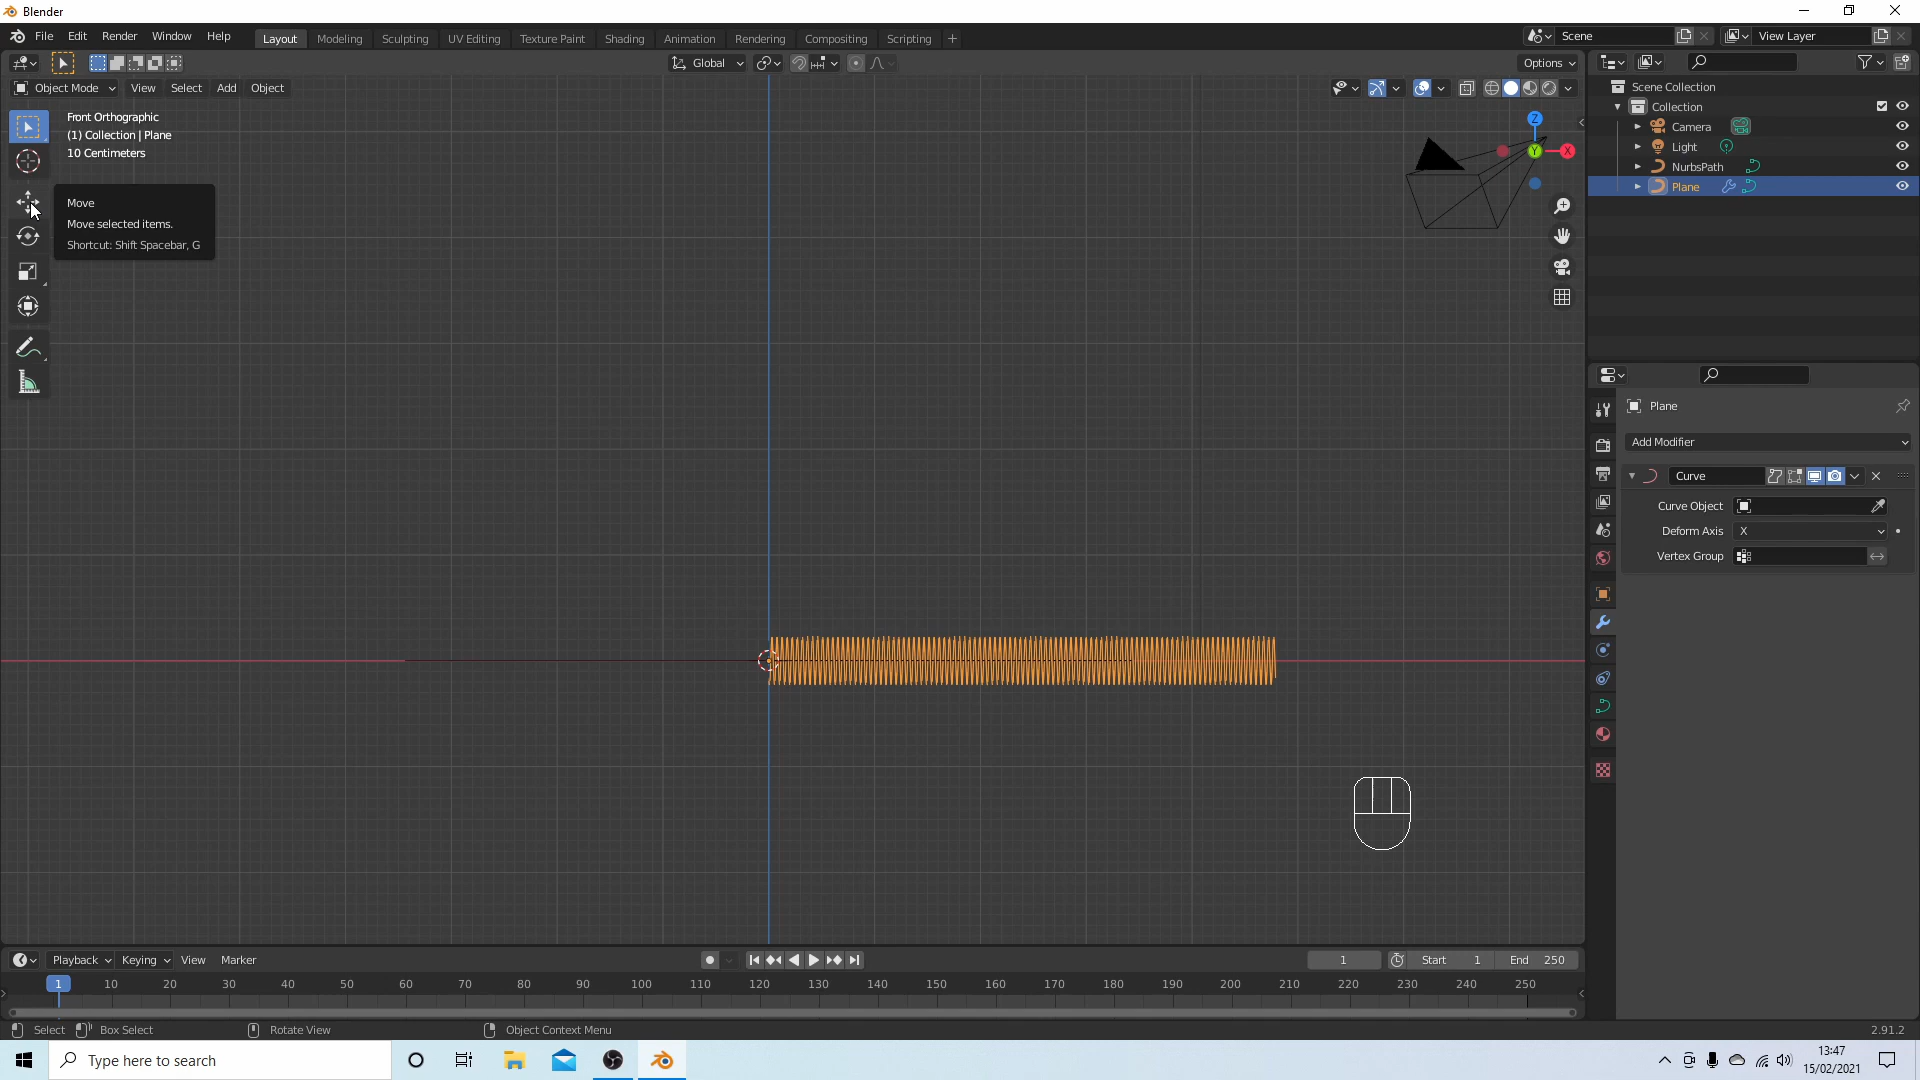 Blender
File Edit Render Window Help Layout Modeling Sculpting UV Editing Texture Paint Shading Animation Rendering Compositing Scripting + Scene View Layer
Global Options
Object Mode View Select Add Object
Front Orthographic
(1) Collection | Plane
10 Centimeters
Move
Move selected items.
Shortcut: Shift Spacebar, G
Z
Y
X
Scene Collection
Collection
Camera
Light
NurbsPath
Plane
Plane
Add Modifier
Curve
Curve Object
Deform Axis X
Vertex Group
Playback Keying View Marker 1 Start 1 End 250
1 10 20 30 40 50 60 70 80 90 100 110 120 130 140 150 160 170 180 190 200 210 220 230 240 250
Select Box Select Rotate View Object Context Menu 2.91.2
Type here to search
13:47
15/02/2021